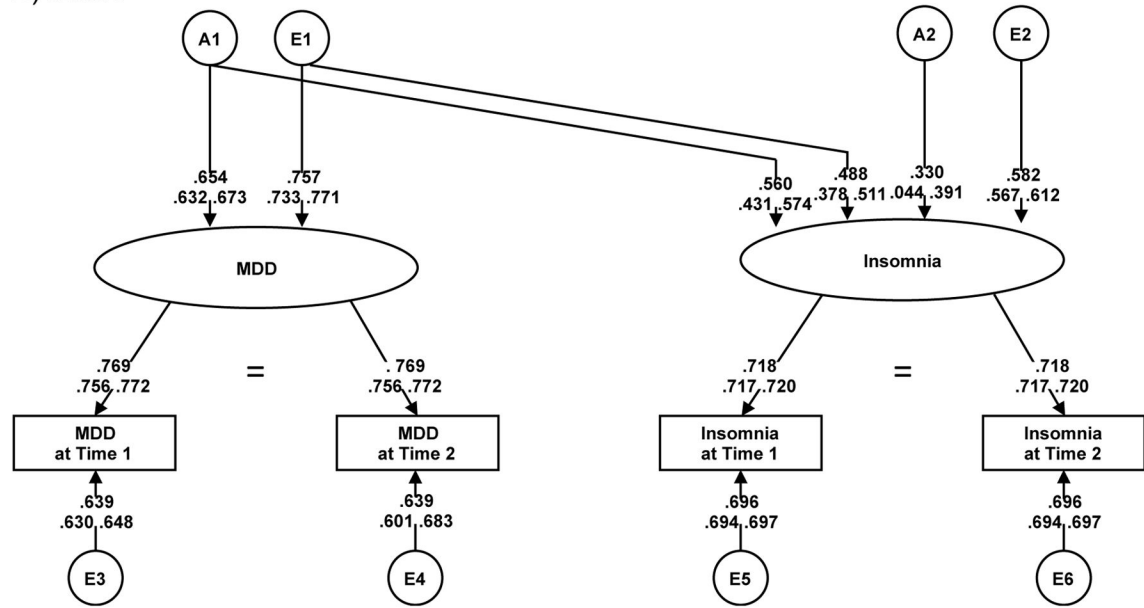 A1 E1 A2 E2
.654 .757 .560 .488 .330 .582
.632 .673 .733 .771 .431 .574 .378 .511 .044 .391 .567 .612
MDD Insomnia
.769 . 769 .718 .718
.756 .772 = .756 .772 .717 .720 = .717 .720
MDD MDD Insomnia Insomnia
at Time 1 at Time 2 at Time 1 at Time 2
.639 .639 .696 .696
.630 .648 .601 .683 .694 .697 .694 .697
E3 E4 E5 E6